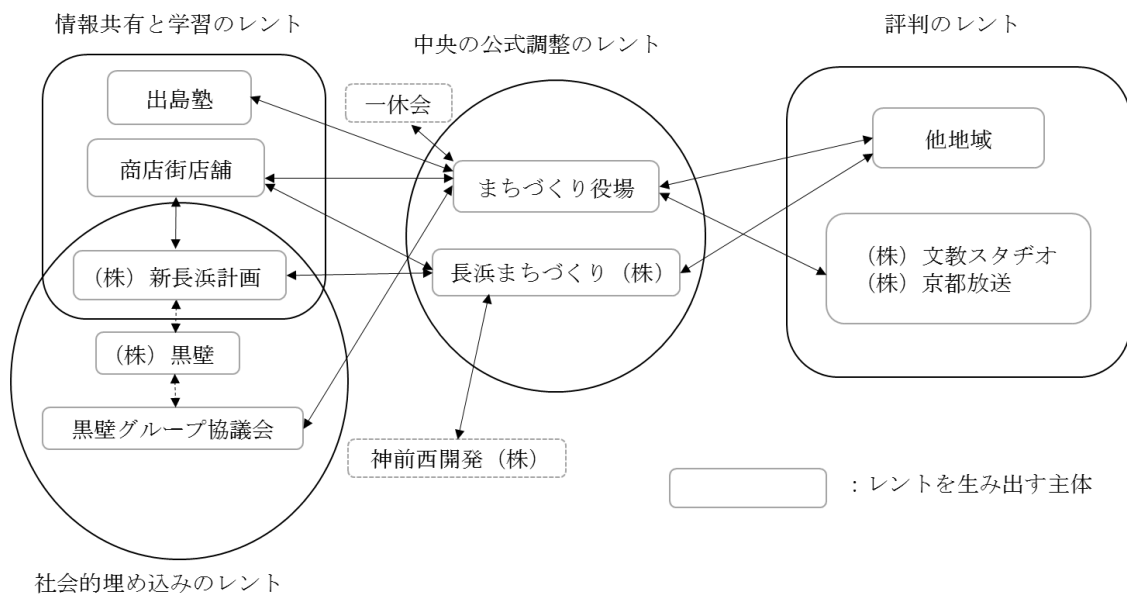 情報共有と学習のレント
中央の公式調整のレント
評判のレント
出島塾
一休会
商店街店舗
まちづくり役場
他地域
(株)新長浜計画
長浜まちづくり(株)
(株)文教スタヂオ
(株)京都放送
(株)黒壁
黒壁グループ協議会
神前西開発(株)
:レントを生み出す主体
社会的埋め込みのレント